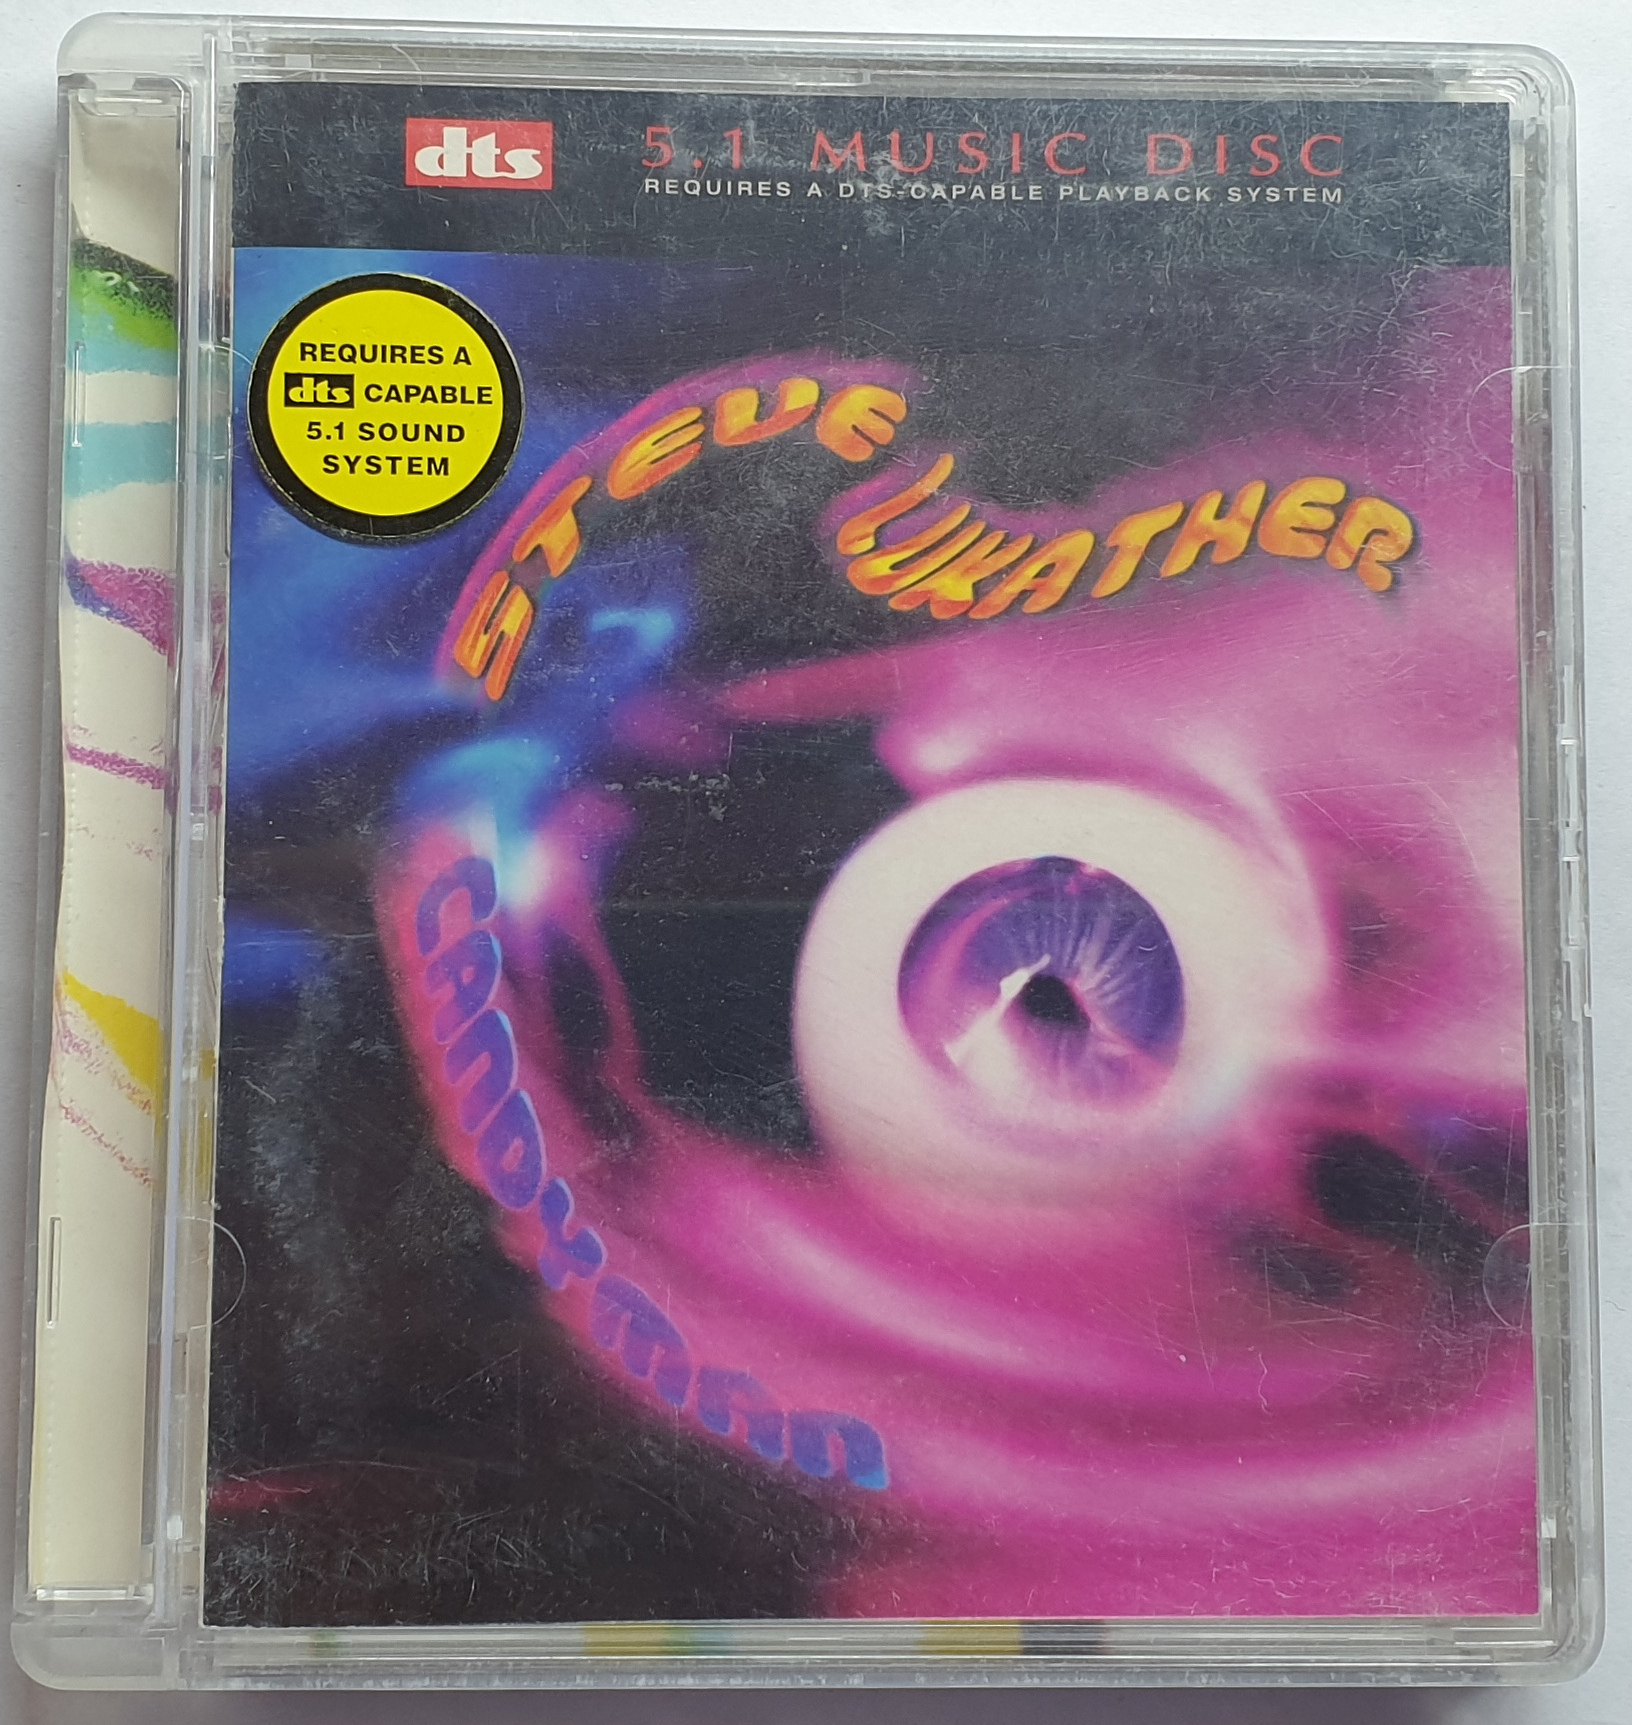 dts
5.1 MUSIC DISC
REQUIRES A DTS-CAPABLE PLAYBACK SYSTEM
REQUIRES A
dts CAPABLE
5.1 SOUND
SYSTEM
STEVE LUKATHER
CANDYMAN